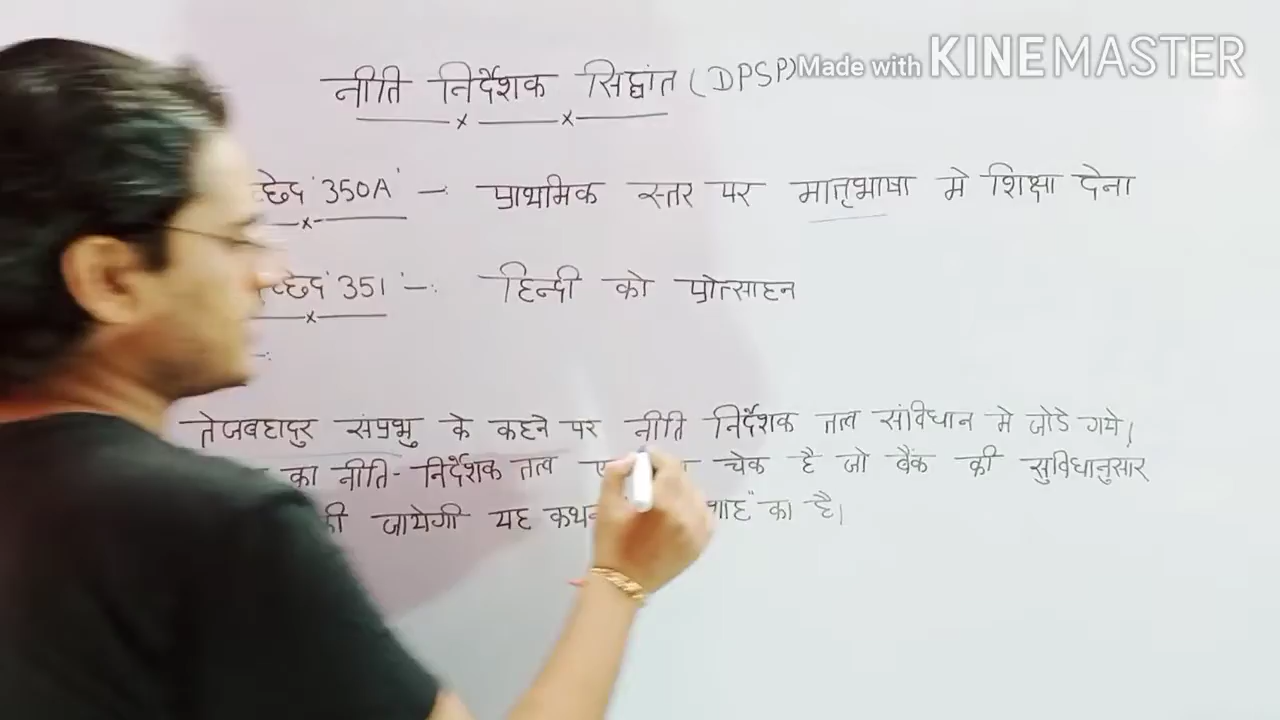 नीति निर्देशक सिद्धांत (DPSP)
Made with KINEMASTER
च्छेद '350A' -: प्राथमिक स्तर पर मातृभाषा मे शिक्षा देना
च्छेद '351' -: हिन्दी को प्रोत्साहन
तेजबहादुर संप्रभु के कहने पर नीति निर्देशक तत्व संविधान मे जोडे गये।
का नीति-निर्देशक तत्व चेक है जो बैंक की सुविधानुसार
की जायेगी यह कथन शाह" का है।